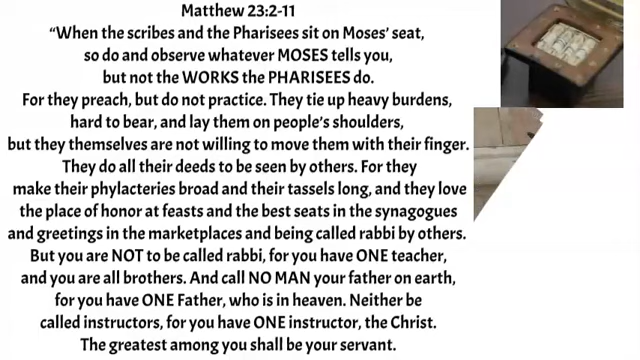 Matthew 23:2-11
“When the scribes and the Pharisees sit on Moses’ seat,
so do and observe whatever MOSES tells you,
but not the WORKS the PHARISEES do.
For they preach, but do not practice. They tie up heavy burdens,
hard to bear, and lay them on people’s shoulders,
but they themselves are not willing to move them with their finger.
They do all their deeds to be seen by others. For they
make their phylacteries broad and their tassels long, and they love
the place of honor at feasts and the best seats in the synagogues
and greetings in the marketplaces and being called rabbi by others.
But you are NOT to be called rabbi, for you have ONE teacher,
and you are all brothers. And call NO MAN your father on earth,
for you have ONE Father, who is in heaven. Neither be
called instructors, for you have ONE instructor, the Christ.
The greatest among you shall be your servant.